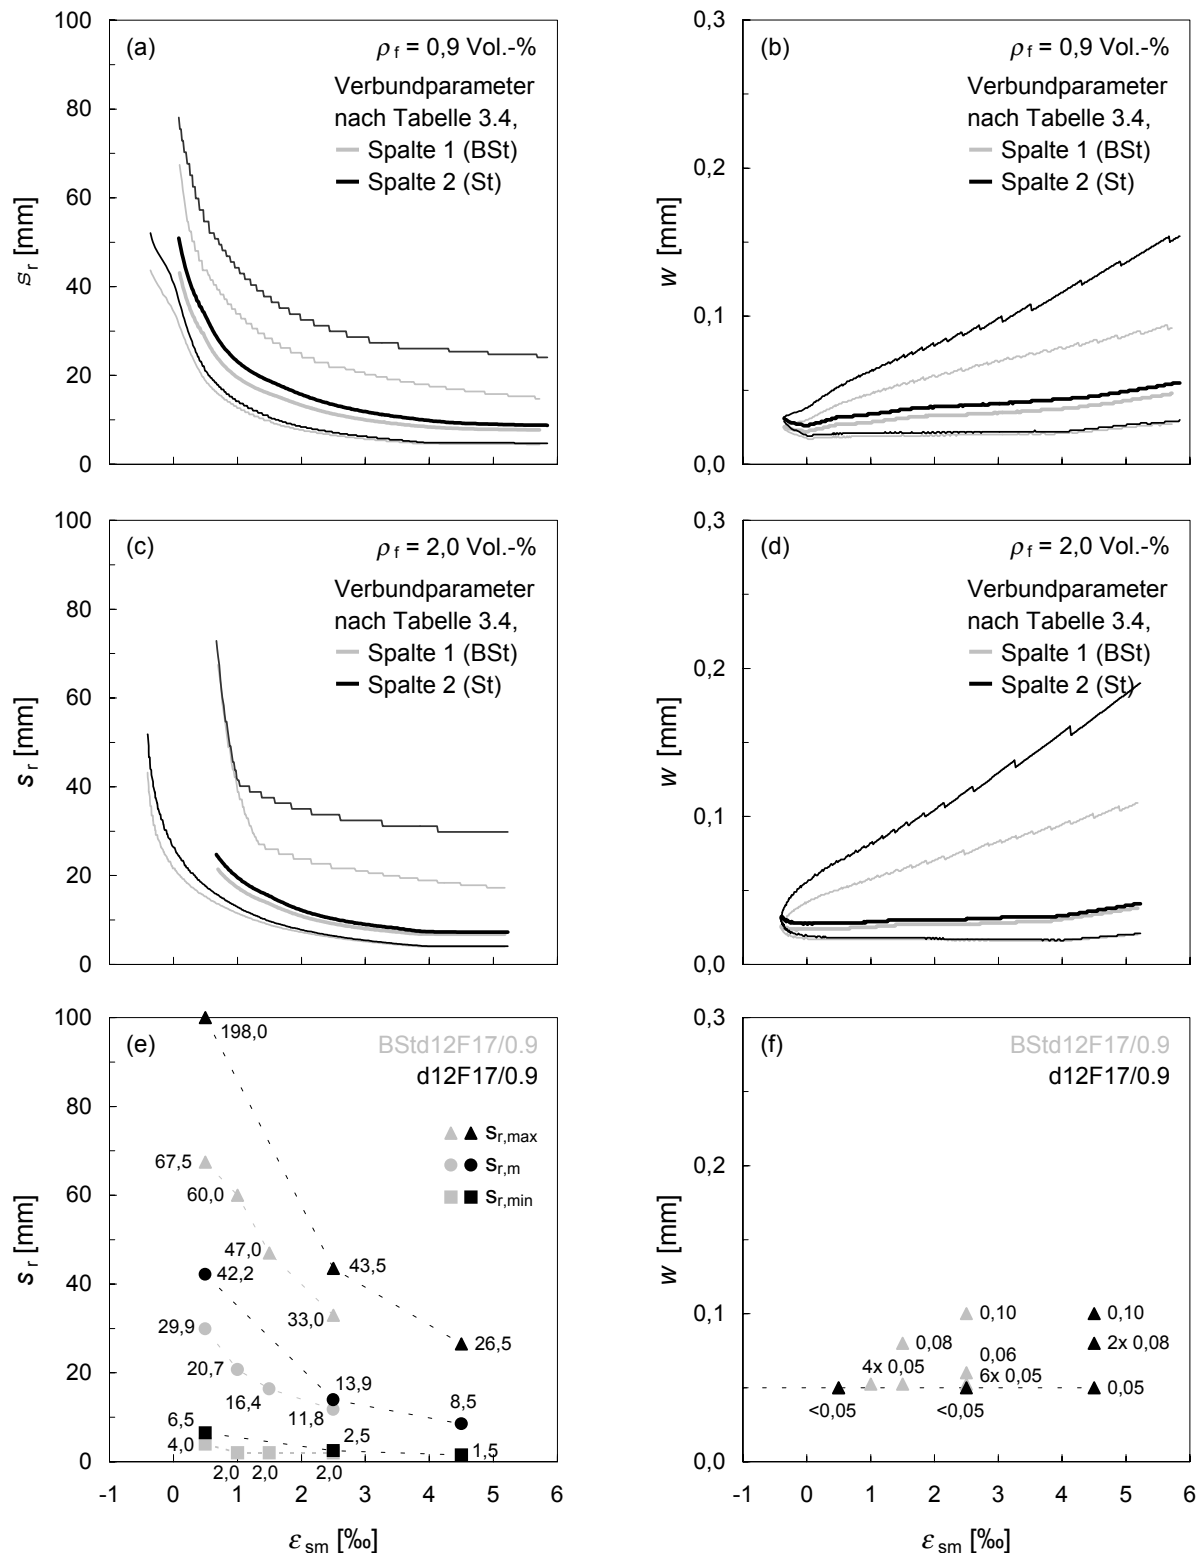 (a)
ρf = 0,9 Vol.-%
Verbundparameter
nach Tabelle 3.4,
Spalte 1 (BSt)
Spalte 2 (St)
sr [mm]
100
80
60
40
20
0
(b)
ρf = 0,9 Vol.-%
Verbundparameter
nach Tabelle 3.4,
Spalte 1 (BSt)
Spalte 2 (St)
w [mm]
0,3
0,2
0,1
0,0
-1 0 1 2 3 4 5 6
(c)
ρf = 2,0 Vol.-%
Verbundparameter
nach Tabelle 3.4,
Spalte 1 (BSt)
Spalte 2 (St)
sr [mm]
100
80
60
40
20
0
(d)
ρf = 2,0 Vol.-%
Verbundparameter
nach Tabelle 3.4,
Spalte 1 (BSt)
Spalte 2 (St)
w [mm]
0,3
0,2
0,1
0,0
(e)
BStd12F17/0.9
d12F17/0.9
sr,max
sr,m
sr,min
198,0
67,5
60,0
47,0
43,5
42,2
33,0
29,9
26,5
20,7
16,4
13,9
11,8
8,5
6,5
4,0
2,5
1,5
2,0
2,0
2,0
sr [mm]
100
80
60
40
20
0
-1 0 1 2 3 4 5 6
εsm [‰]
(f)
BStd12F17/0.9
d12F17/0.9
0,10
0,10
0,08
2x 0,08
0,06
4x 0,05
6x 0,05
0,05
<0,05
<0,05
w [mm]
0,3
0,2
0,1
0,0
-1 0 1 2 3 4 5 6
εsm [‰]